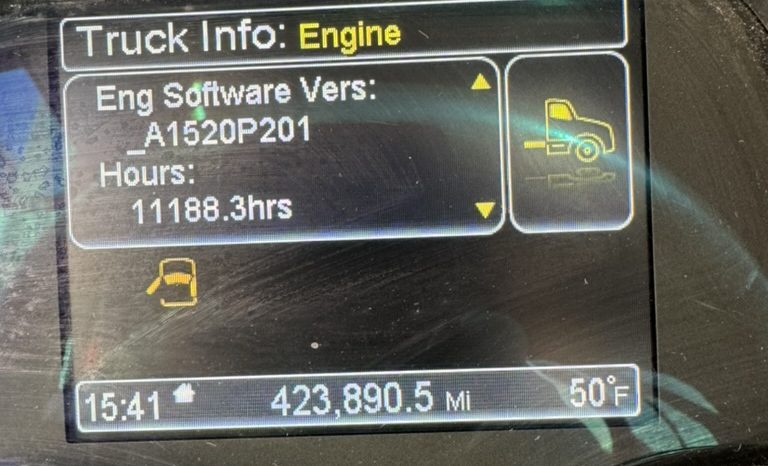 Truck Info: Engine
Eng Software Vers:
_A1520P201
Hours:
11188.3hrs
15:41 423,890.5 Mi 50°F